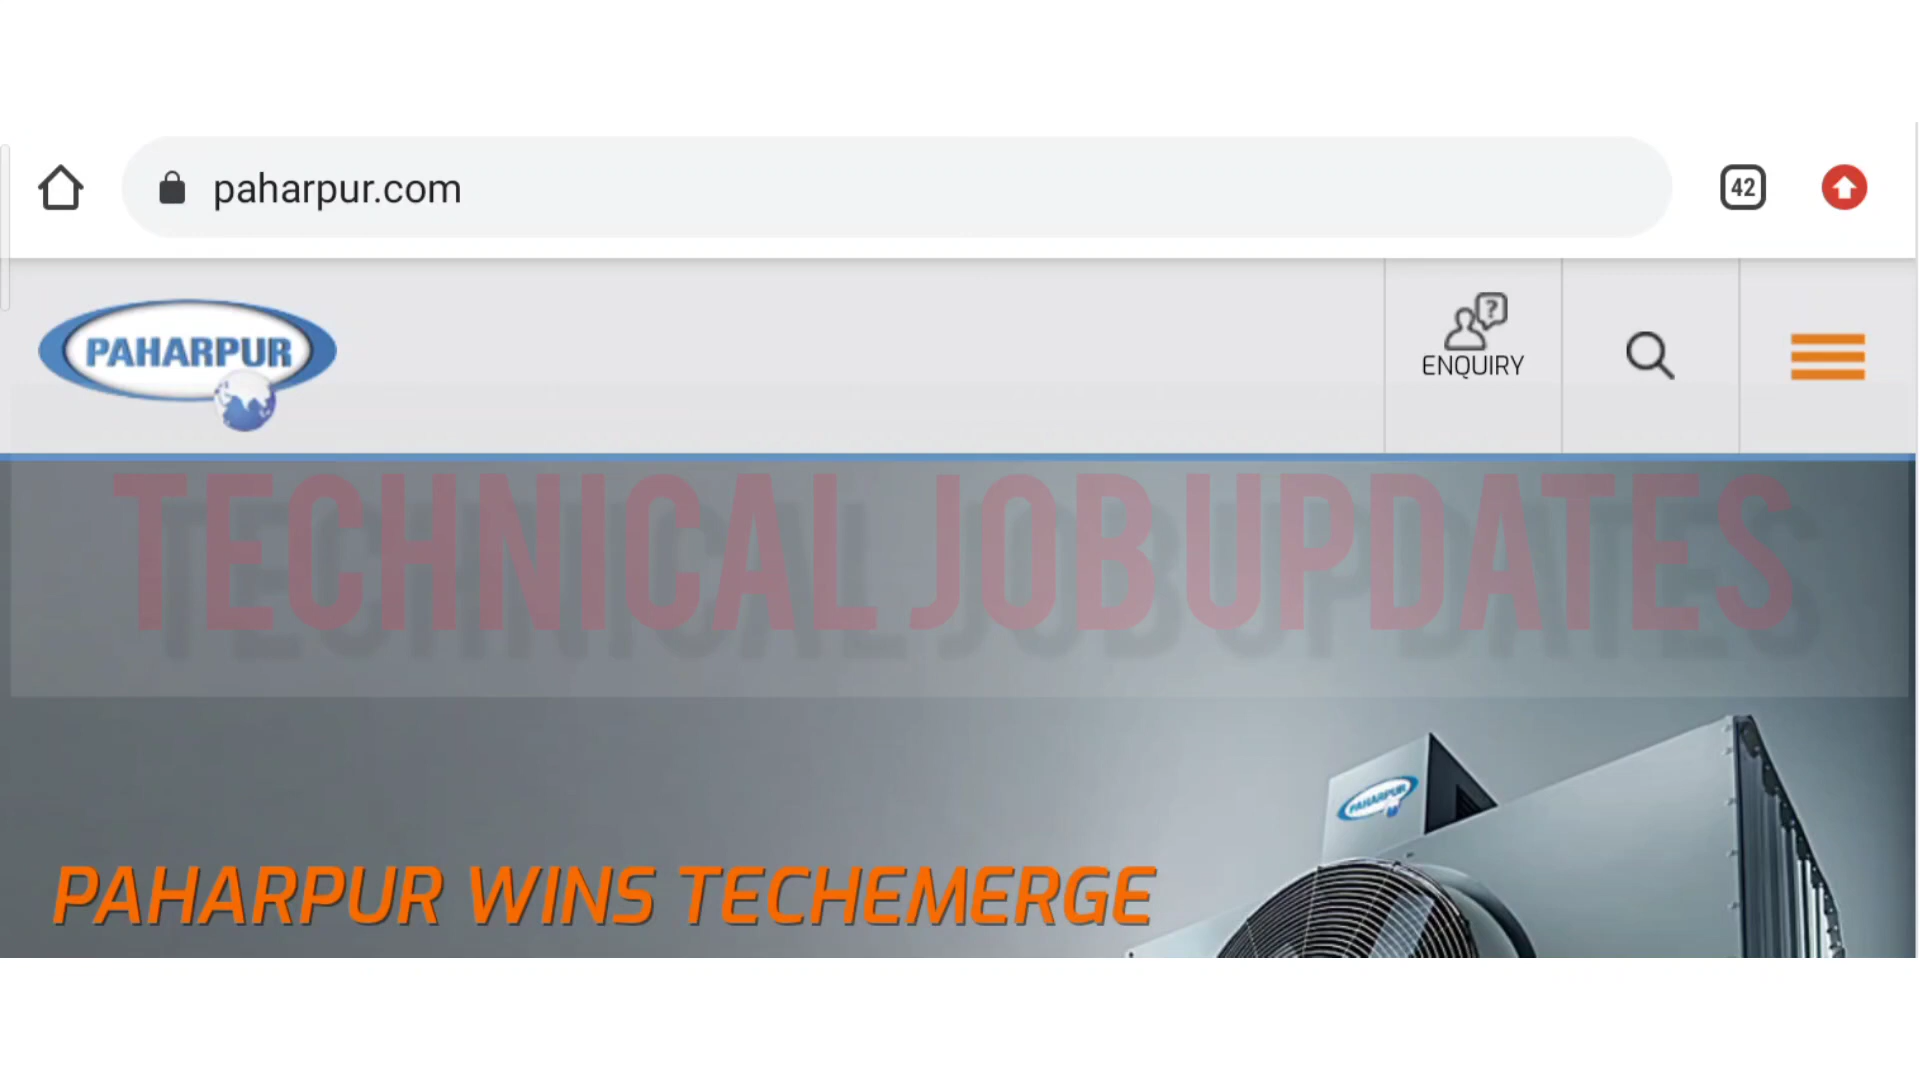 paharpur.com
42
PAHARPUR
?
ENQUIRY
TECHNICAL JOB UPDATES
PAHARPUR
PAHARPUR WINS TECHEMERGE